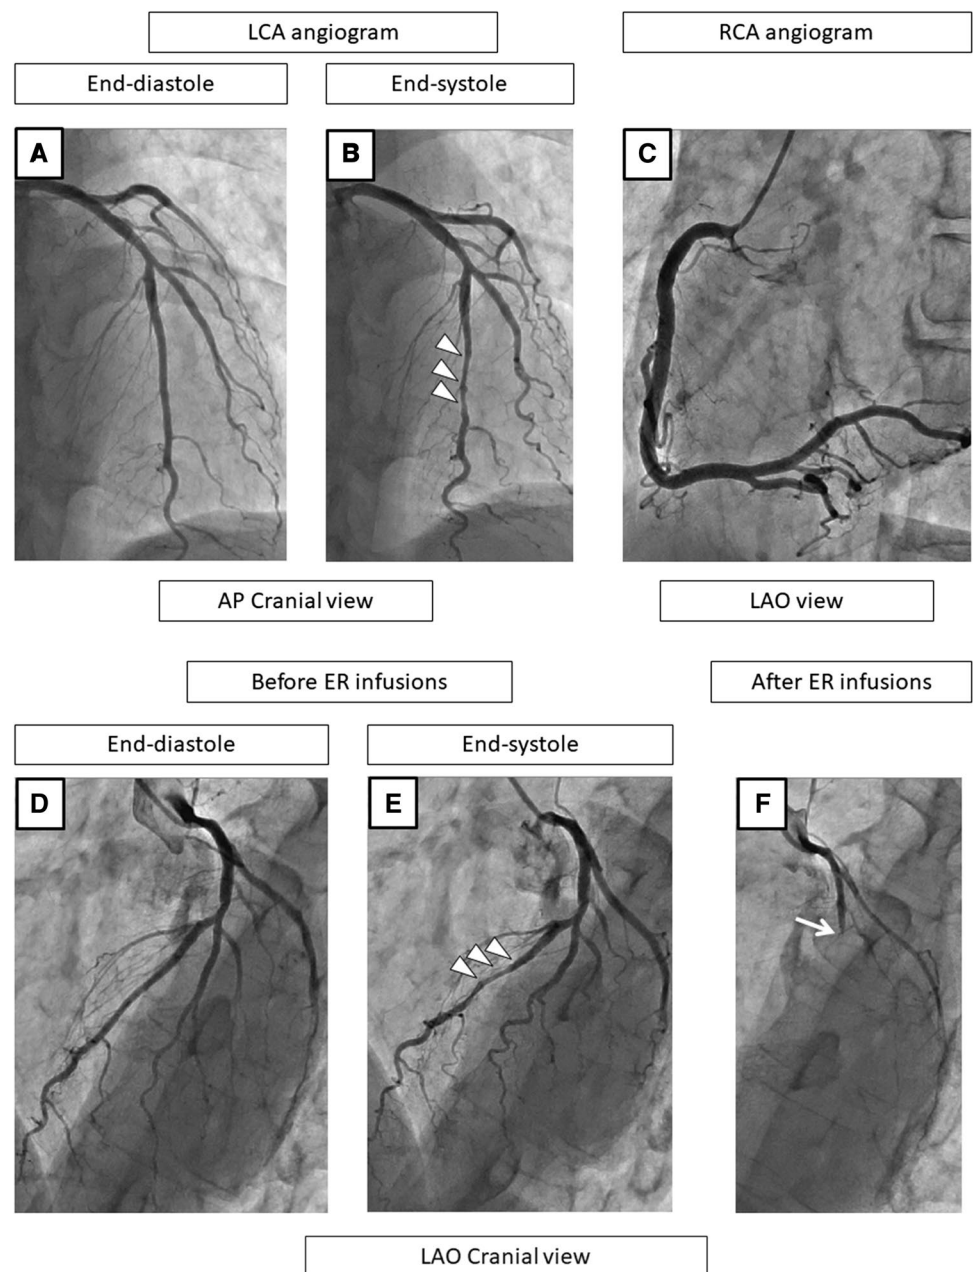 LCA angiogram
RCA angiogram
End-diastole
End-systole
A
B
C
AP Cranial view
LAO view
Before ER infusions
After ER infusions
End-diastole
End-systole
D
E
F
LAO Cranial view